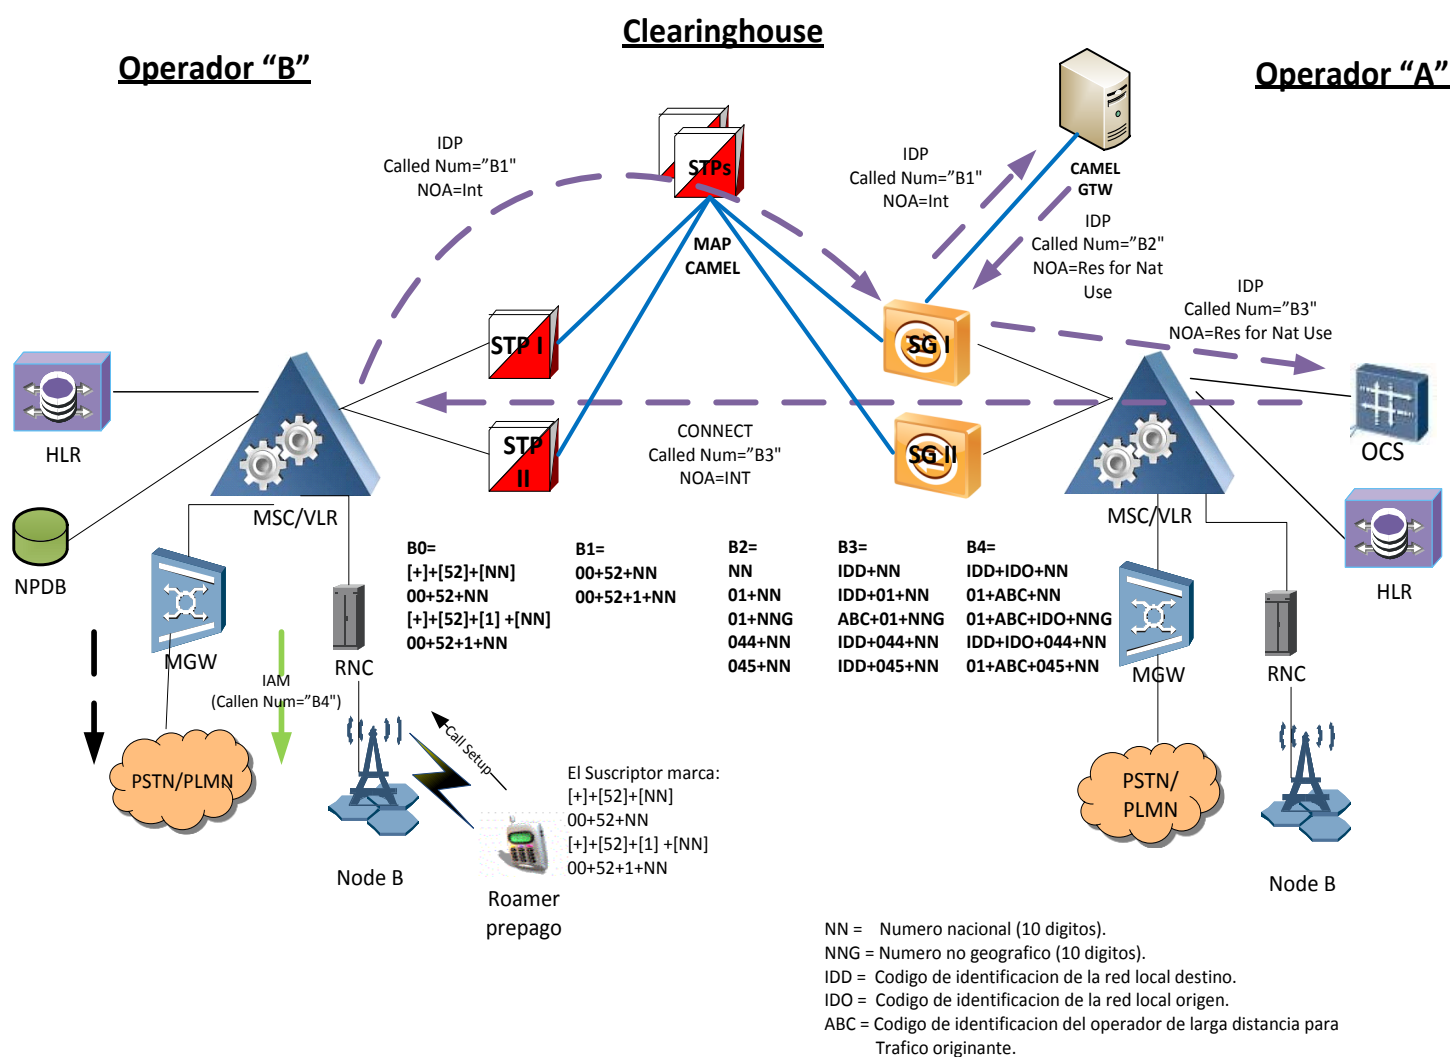 Clearinghouse
Operador “B”
Operador “A”
IDP
Called Num=”B1"
NOA=Int
STPs
IDP
Called Num=”B1"
NOA=Int
CAMEL
GTW
IDP
Called Num=”B2"
NOA=Res for Nat
Use
MAP
CAMEL
IDP
Called Num=”B3"
NOA=Res for Nat Use
STP I
SG I
HLR
STP
II
CONNECT
Called Num=”B3"
NOA=INT
SG II
OCS
MSC/VLR
MSC/VLR
NPDB
HLR
B0=
[+]+[52]+[NN]
00+52+NN
[+]+[52]+[1] +[NN]
00+52+1+NN
B1=
00+52+NN
00+52+1+NN
B2=
NN
01+NN
01+NNG
044+NN
045+NN
B3=
IDD+NN
IDD+01+NN
ABC+01+NNG
IDD+044+NN
IDD+045+NN
B4=
IDD+IDO+NN
01+ABC+NN
01+ABC+IDO+NNG
IDD+IDO+044+NN
01+ABC+045+NN
MGW
RNC
MGW
RNC
IAM
(Callen Num=”B4")
Call Setup
PSTN/PLMN
El Suscriptor marca:
[+]+[52]+[NN]
00+52+NN
[+]+[52]+[1] +[NN]
00+52+1+NN
PSTN/
PLMN
Node B
Roamer
prepago
Node B
NN = Numero nacional (10 digitos).
NNG = Numero no geografico (10 digitos).
IDD = Codigo de identificacion de la red local destino.
IDO = Codigo de identificacion de la red local origen.
ABC = Codigo de identificacion del operador de larga distancia para
Trafico originante.